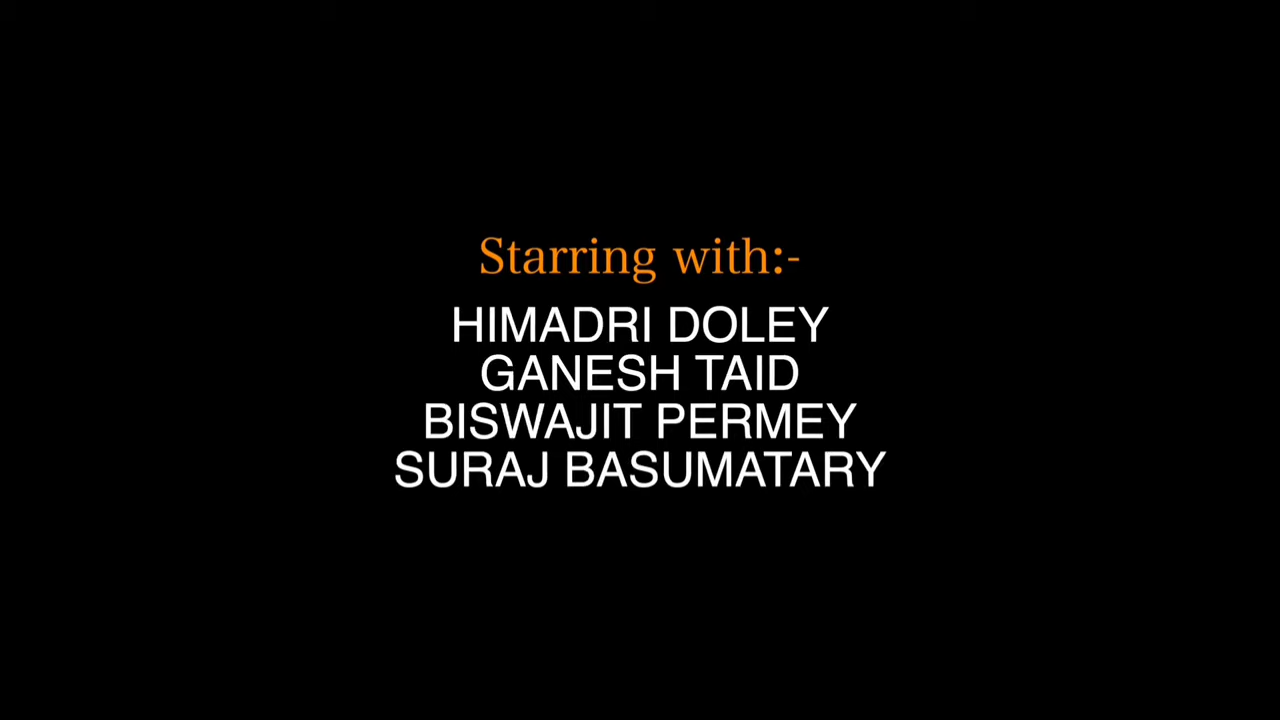 Starring with:-
HIMADRI DOLEY
GANESH TAID
BISWAJIT PERMEY
SURAJ BASUMATARY